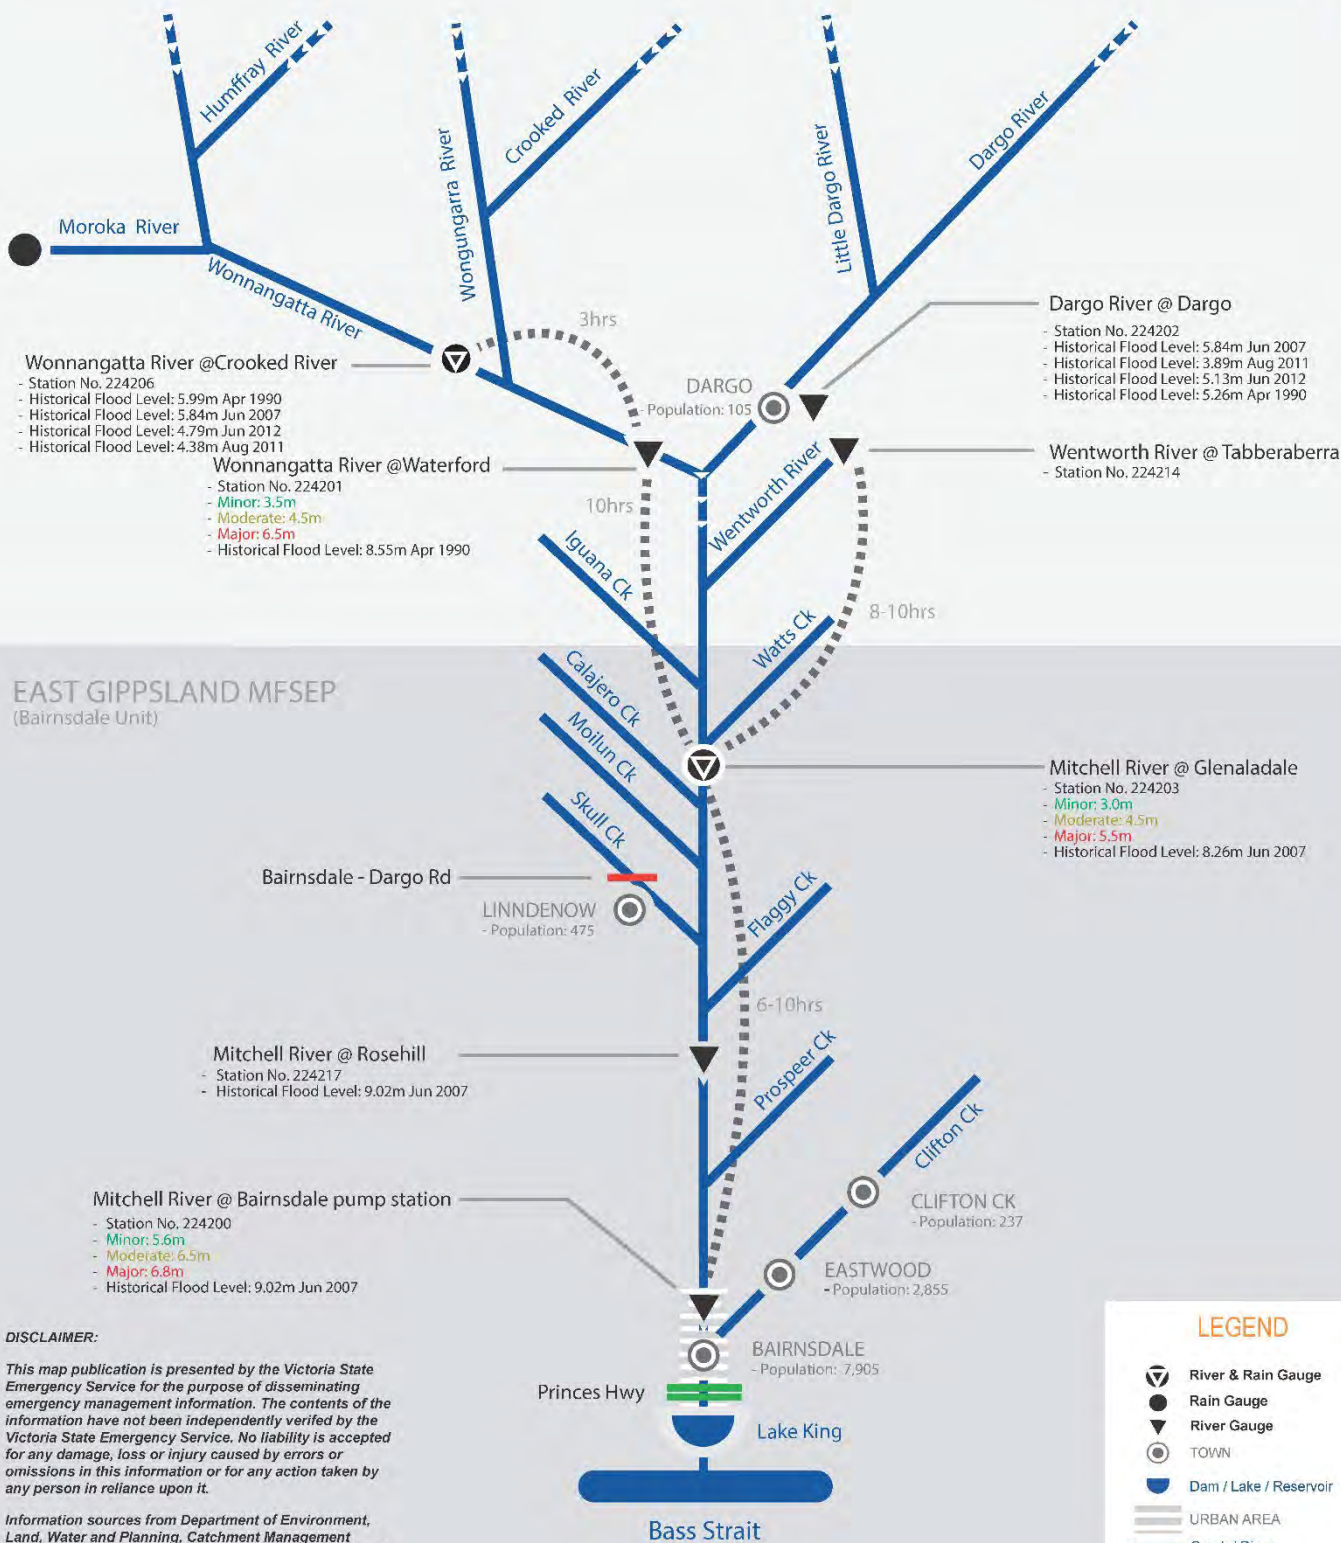 Humffray River
Wongungarra River
Crooked River
Little Dargo River
Dargo River
Moroka River
Wonnangatta River
3hrs
Wonnangatta River @Crooked River
- Station No. 224206
- Historical Flood Level: 5.99m Apr 1990
- Historical Flood Level: 5.84m Jun 2007
- Historical Flood Level: 4.79m Jun 2012
- Historical Flood Level: 4.38m Aug 2011
Dargo River @ Dargo
- Station No. 224202
- Historical Flood Level: 5.84m Jun 2007
- Historical Flood Level: 3.89m Aug 2011
- Historical Flood Level: 5.13m Jun 2012
- Historical Flood Level: 5.26m Apr 1990
DARGO
- Population: 105
Wonnangatta River @Waterford
- Station No. 224201
- Minor: 3.5m
- Moderate: 4.5m
- Major: 6.5m
- Historical Flood Level: 8.55m Apr 1990
Wentworth River @ Tabberaberra
- Station No. 224214
10hrs
Wentworth River
Iguana Ck
8-10hrs
Watts Ck
EAST GIPPSLAND MFSEP
(Bairnsdale Unit)
Calajero Ck
Moilun Ck
Skull Ck
Mitchell River @ Glenaladale
- Station No. 224203
- Minor: 3.0m
- Moderate: 4.5m
- Major: 5.5m
- Historical Flood Level: 8.26m Jun 2007
Bairnsdale - Dargo Rd
LINNDENOW
- Population: 475
Flaggy Ck
6-10hrs
Mitchell River @ Rosehill
- Station No. 224217
- Historical Flood Level: 9.02m Jun 2007
Prospeer Ck
Clifton Ck
Mitchell River @ Bairnsdale pump station
- Station No. 224200
- Minor: 5.6m
- Moderate: 6.5m
- Major: 6.8m
- Historical Flood Level: 9.02m Jun 2007
CLIFTON CK
- Population: 237
EASTWOOD
- Population: 2,855
BAIRNSDALE
- Population: 7,905
Princes Hwy
Lake King
Bass Strait
DISCLAIMER:
This map publication is presented by the Victoria State
Emergency Service for the purpose of disseminating
emergency management information. The contents of the
information have not been independently verifed by the
Victoria State Emergency Service. No liability is accepted
for any damage, loss or injury caused by errors or
omissions in this information or for any action taken by
any person in reliance upon it.
Information sources from Department of Environment,
Land, Water and Planning, Catchment Management
LEGEND
River & Rain Gauge
Rain Gauge
River Gauge
TOWN
Dam / Lake / Reservoir
URBAN AREA